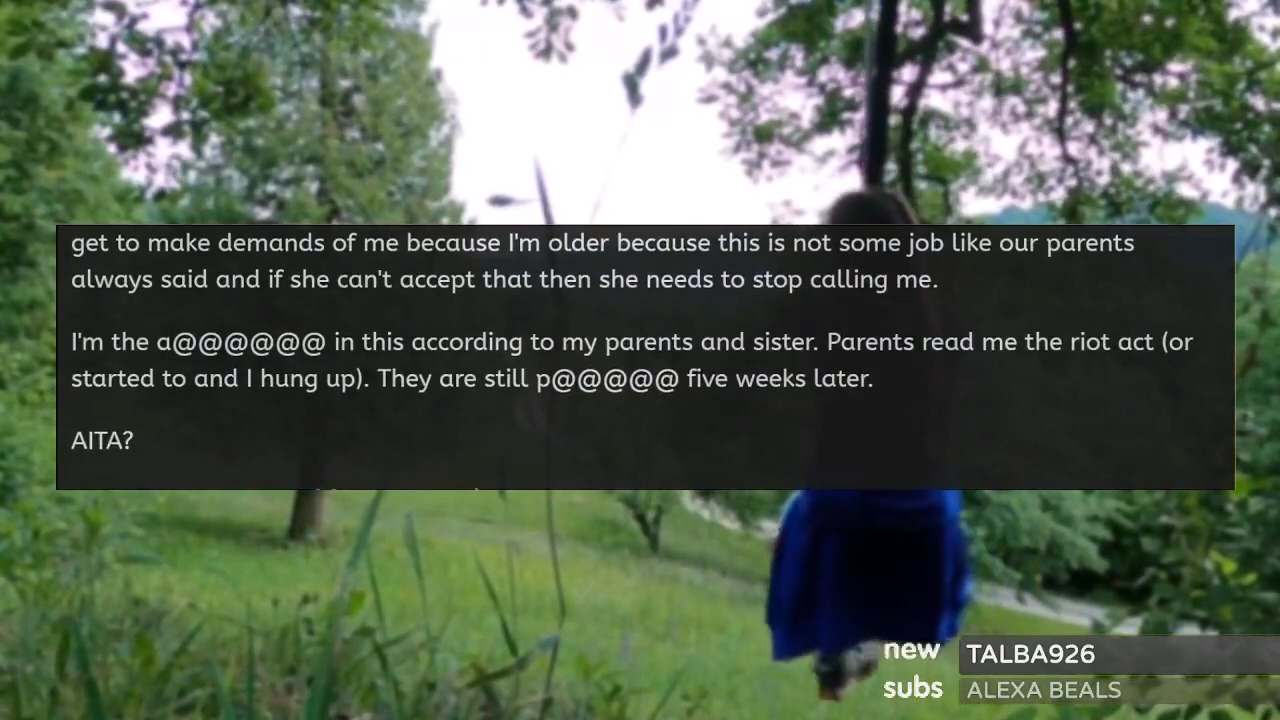 get to make demands of me because I'm older because this is not some job like our parents
always said and if she can't accept that then she needs to stop calling me.
I'm the a@@@@@@ in this according to my parents and sister. Parents read me the riot act (or
started to and I hung up). They are still p@@@@@ five weeks later.
AITA?
new
TALBA926
subs
ALEXA BEALS